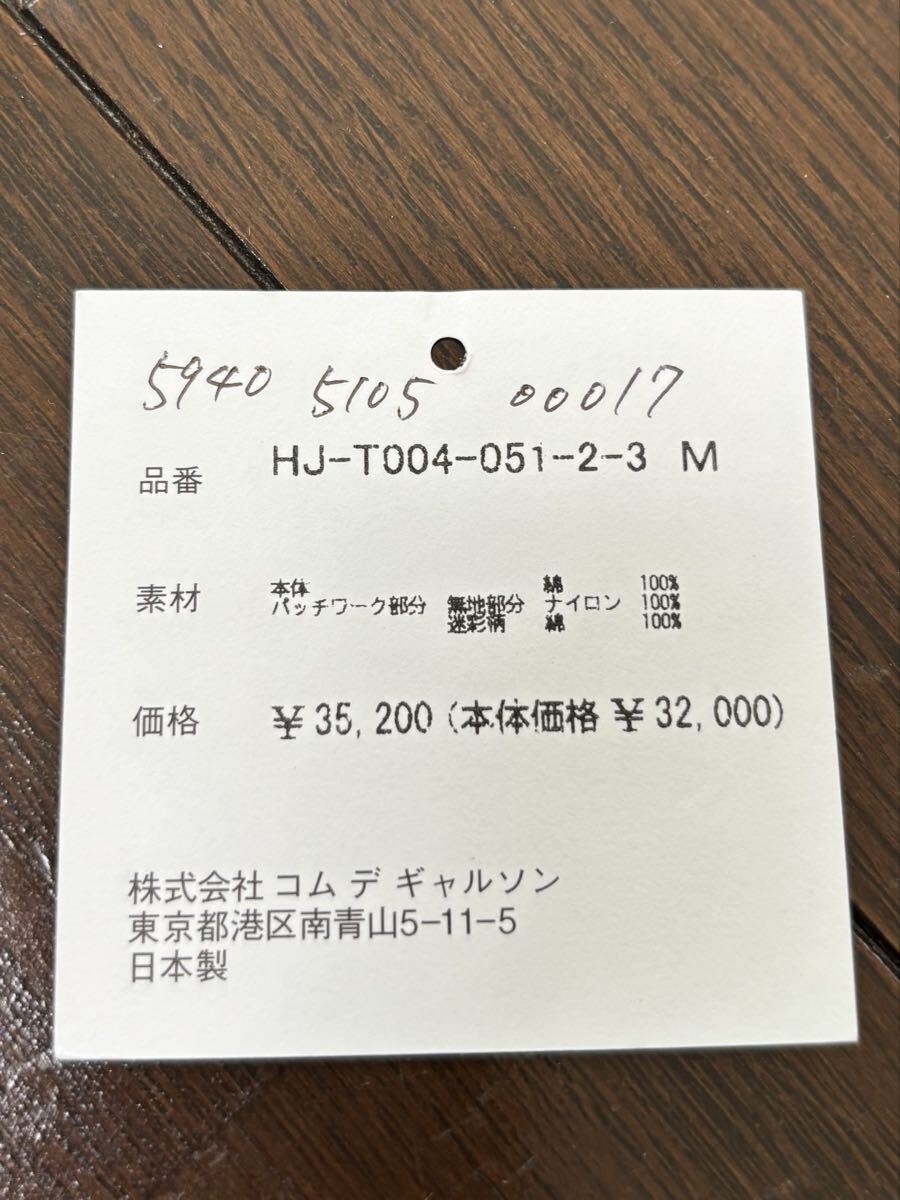 5940 5105 00017
品番 HJ-T004-051-2-3 M
素材 本体 綿 100%
パッチワーク部分 無地部分 ナイロン 100%
迷彩柄 綿 100%
価格 ¥35,200(本体価格¥32,000)
株式会社 コム デ ギャルソン
東京都港区南青山5-11-5
日本製